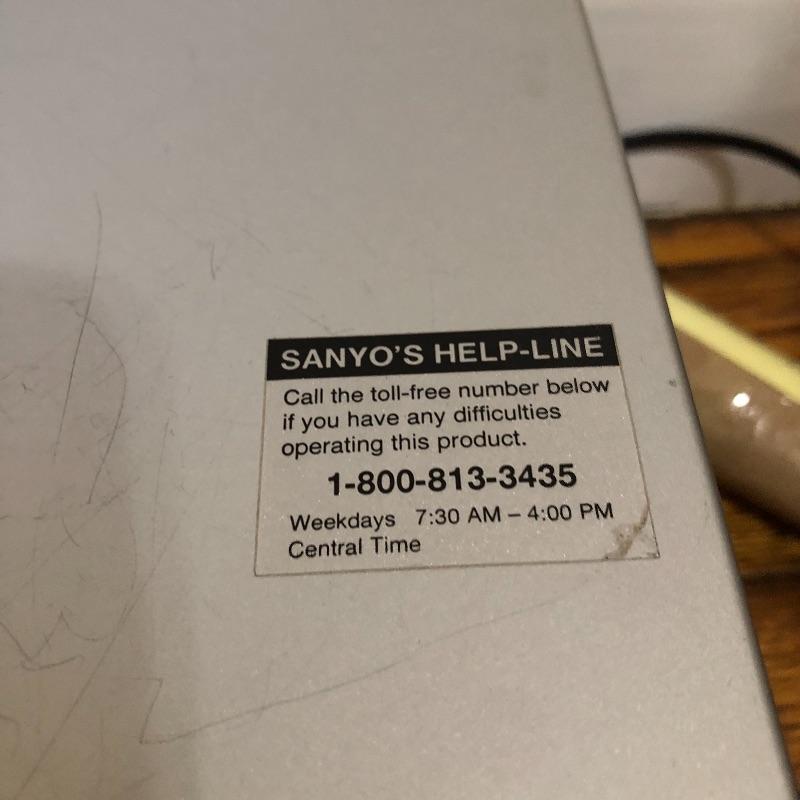 SANYO'S HELP-LINE
Call the toll-free number below
if you have any difficulties
operating this product.
1-800-813-3435
Weekdays 7:30 AM – 4:00 PM
Central Time